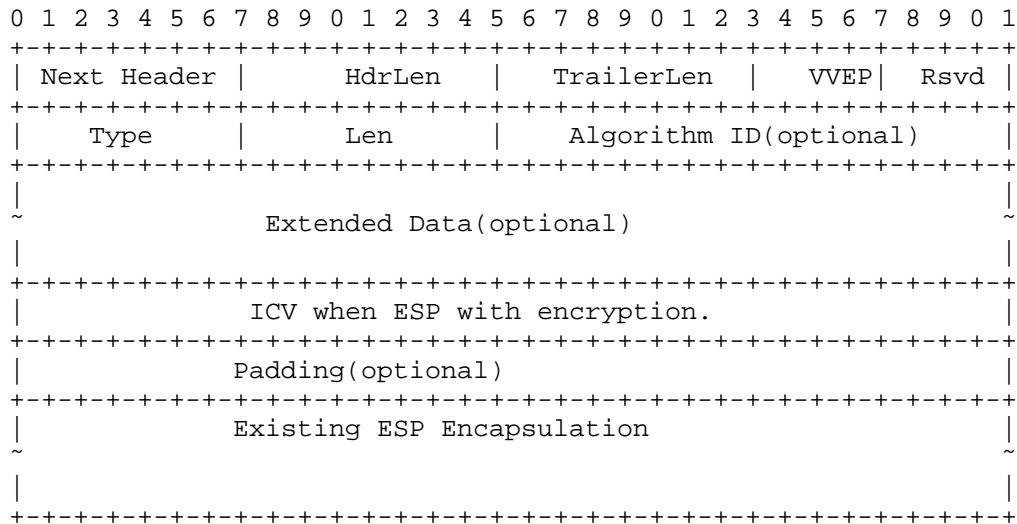 0 1 2 3 4 5 6 7 8 9 0 1 2 3 4 5 6 7 8 9 0 1 2 3 4 5 6 7 8 9 0 1
+-+-+-+-+-+-+-+-+-+-+-+-+-+-+-+-+-+-+-+-+-+-+-+-+-+-+-+-+-+-+-+-+
| Next Header | HdrLen | TrailerLen | VVEP| Rsvd |
+-+-+-+-+-+-+-+-+-+-+-+-+-+-+-+-+-+-+-+-+-+-+-+-+-+-+-+-+-+-+-+-+
| Type | Len | Algorithm ID(optional) |
+-+-+-+-+-+-+-+-+-+-+-+-+-+-+-+-+-+-+-+-+-+-+-+-+-+-+-+-+-+-+-+-+
| |
~ Extended Data(optional) ~
| |
+-+-+-+-+-+-+-+-+-+-+-+-+-+-+-+-+-+-+-+-+-+-+-+-+-+-+-+-+-+-+-+-+
| ICV when ESP with encryption. |
+-+-+-+-+-+-+-+-+-+-+-+-+-+-+-+-+-+-+-+-+-+-+-+-+-+-+-+-+-+-+-+-+
| Padding(optional) |
+-+-+-+-+-+-+-+-+-+-+-+-+-+-+-+-+-+-+-+-+-+-+-+-+-+-+-+-+-+-+-+-+
| Existing ESP Encapsulation |
~ ~
| |
+-+-+-+-+-+-+-+-+-+-+-+-+-+-+-+-+-+-+-+-+-+-+-+-+-+-+-+-+-+-+-+-+